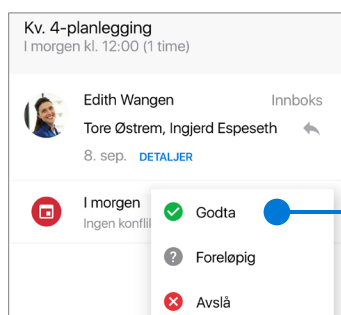 Kv. 4-planlegging
I morgen kl. 12:00 (1 time)
Edith Wangen Innboks
Tore Østrem, Ingjerd Espeseth
8. sep. DETALJER
I morgen
Ingen konfli
Godta
Foreløpig
Avslå